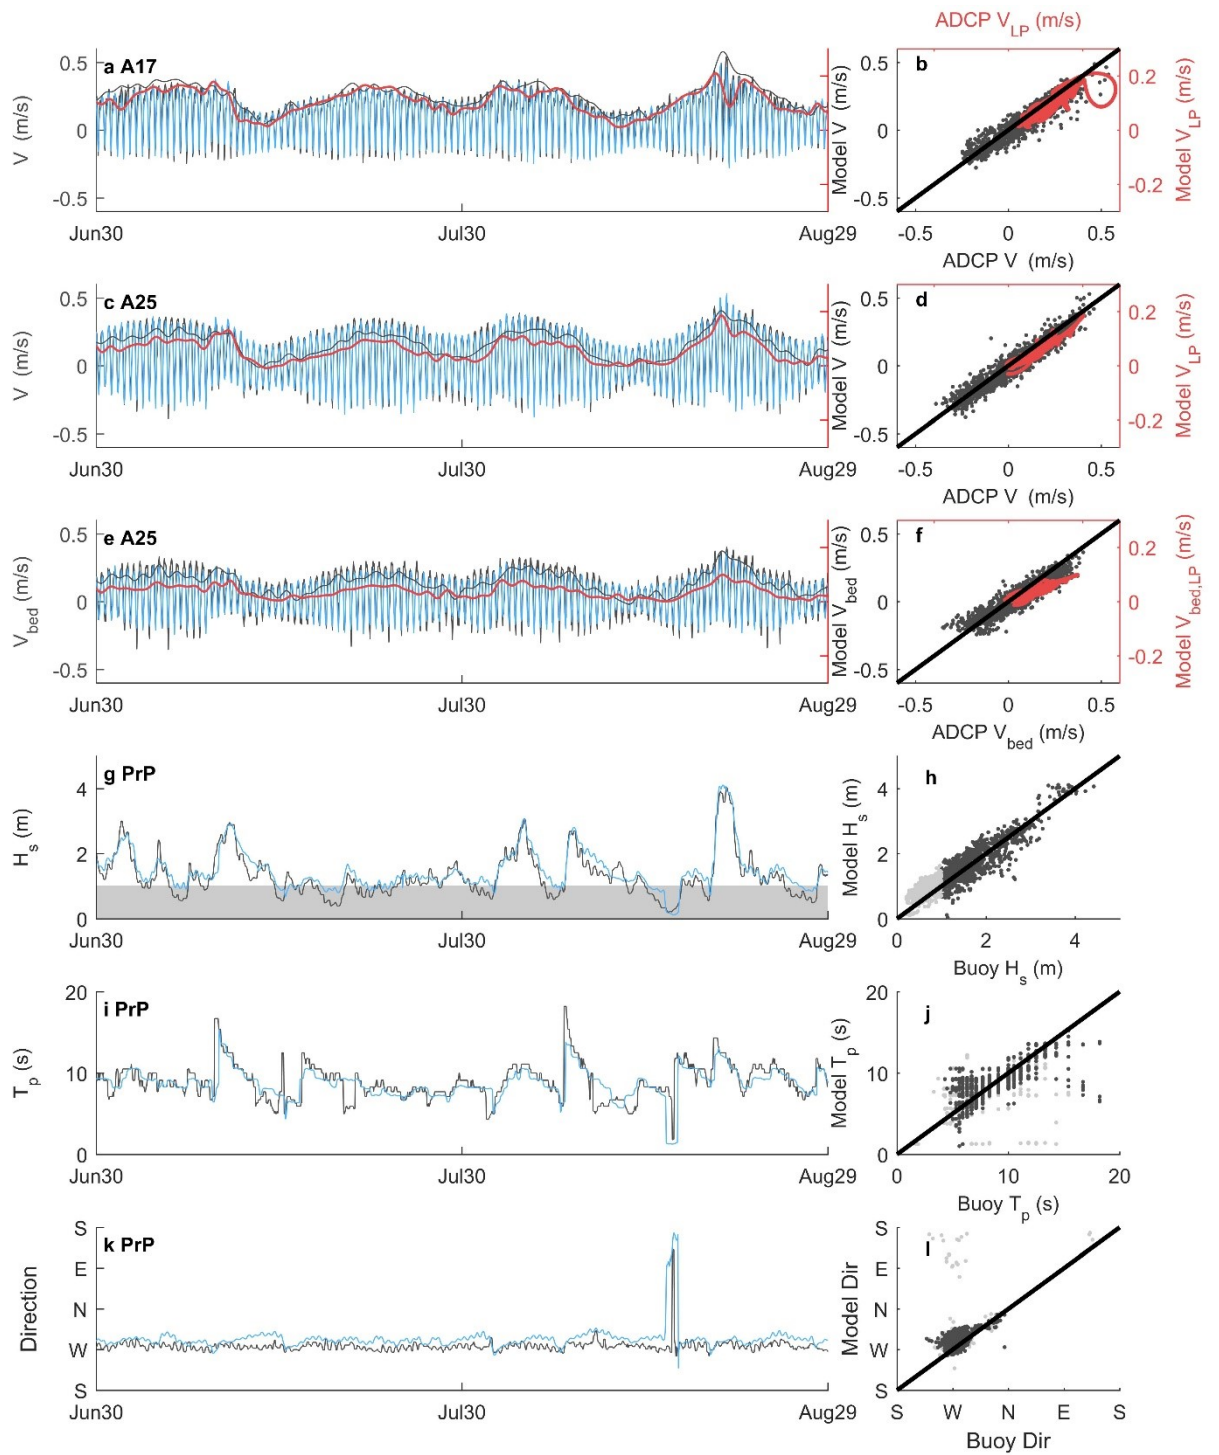 ADCP V_LP (m/s)
a A17
V (m/s)
0.5
0
-0.5
Jun30
Jul30
Aug29
Model V (m/s)
b
0.5
0
-0.5
-0.5
0
0.5
ADCP V (m/s)
0.2
0
-0.2
Model V_LP (m/s)
c A25
V (m/s)
0.5
0
-0.5
Jun30
Jul30
Aug29
Model V (m/s)
d
0.5
0
-0.5
-0.5
0
0.5
ADCP V (m/s)
0.2
0
-0.2
Model V_LP (m/s)
e A25
V_bed (m/s)
0.5
0
-0.5
Jun30
Jul30
Aug29
Model V_bed (m/s)
f
0.5
0
-0.5
-0.5
0
0.5
ADCP V_bed (m/s)
0.2
0
-0.2
Model V_bed,LP (m/s)
g PrP
H_s (m)
4
2
0
Jun30
Jul30
Aug29
Model H_s (m)
h
4
2
0
0
2
4
Buoy H_s (m)
i PrP
T_p (s)
20
10
0
Jun30
Jul30
Aug29
Model T_p (s)
j
20
10
0
0
10
20
Buoy T_p (s)
k PrP
Direction
S
E
N
W
S
Jun30
Jul30
Aug29
Model Dir
l
S
E
N
W
S
S
W
N
E
S
Buoy Dir